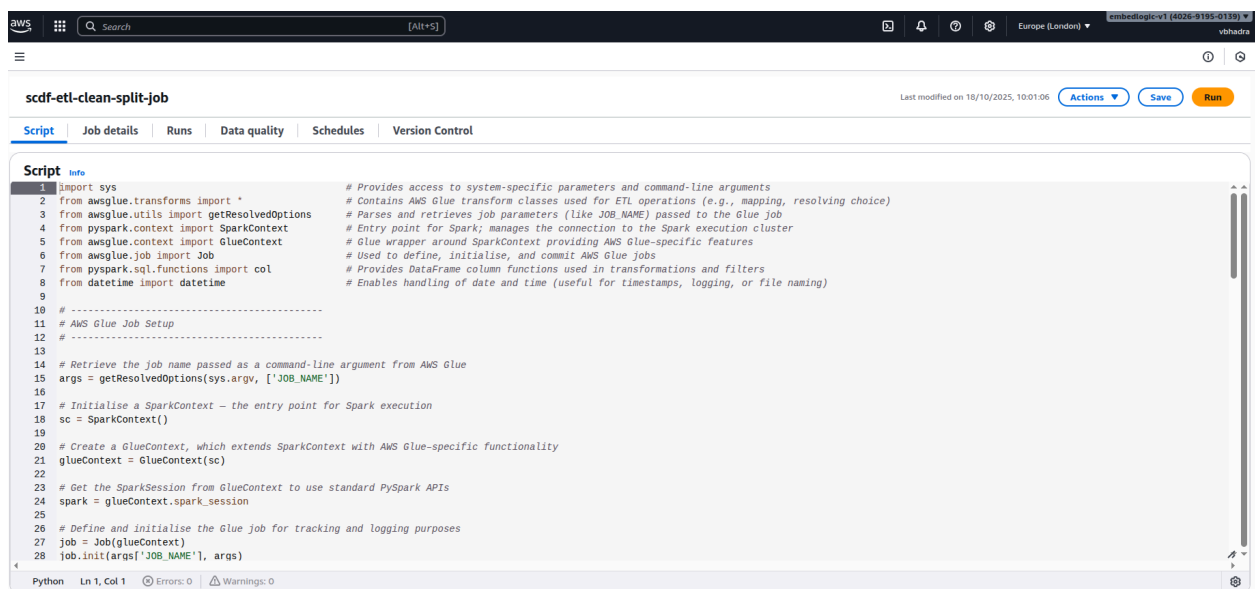 aws
Search
[Alt+S]
Europe (London) ▼
embedlogic-v1 (4026-9195-0139) ▼
vbhadra
scdf-etl-clean-split-job
Last modified on 18/10/2025, 10:01:06
Actions ▼
Save
Run
Script
Job details
Runs
Data quality
Schedules
Version Control
Script Info
1 import sys # Provides access to system-specific parameters and command-line arguments
2 from awsglue.transforms import * # Contains AWS Glue transform classes used for ETL operations (e.g., mapping, resolving choice)
3 from awsglue.utils import getResolvedOptions # Parses and retrieves job parameters (like JOB_NAME) passed to the Glue job
4 from pyspark.context import SparkContext # Entry point for Spark; manages the connection to the Spark execution cluster
5 from awsglue.context import GlueContext # Glue wrapper around SparkContext providing AWS Glue–specific features
6 from awsglue.job import Job # Used to define, initialise, and commit AWS Glue jobs
7 from pyspark.sql.functions import col # Provides DataFrame column functions used in transformations and filters
8 from datetime import datetime # Enables handling of date and time (useful for timestamps, logging, or file naming)
9
10 # ------------------------------------------
11 # AWS Glue Job Setup
12 # ------------------------------------------
13
14 # Retrieve the job name passed as a command-line argument from AWS Glue
15 args = getResolvedOptions(sys.argv, ['JOB_NAME'])
16
17 # Initialise a SparkContext — the entry point for Spark execution
18 sc = SparkContext()
19
20 # Create a GlueContext, which extends SparkContext with AWS Glue–specific functionality
21 glueContext = GlueContext(sc)
22
23 # Get the SparkSession from GlueContext to use standard PySpark APIs
24 spark = glueContext.spark_session
25
26 # Define and initialise the Glue job for tracking and logging purposes
27 job = Job(glueContext)
28 job.init(args['JOB_NAME'], args)
Python Ln 1, Col 1 Errors: 0 Warnings: 0